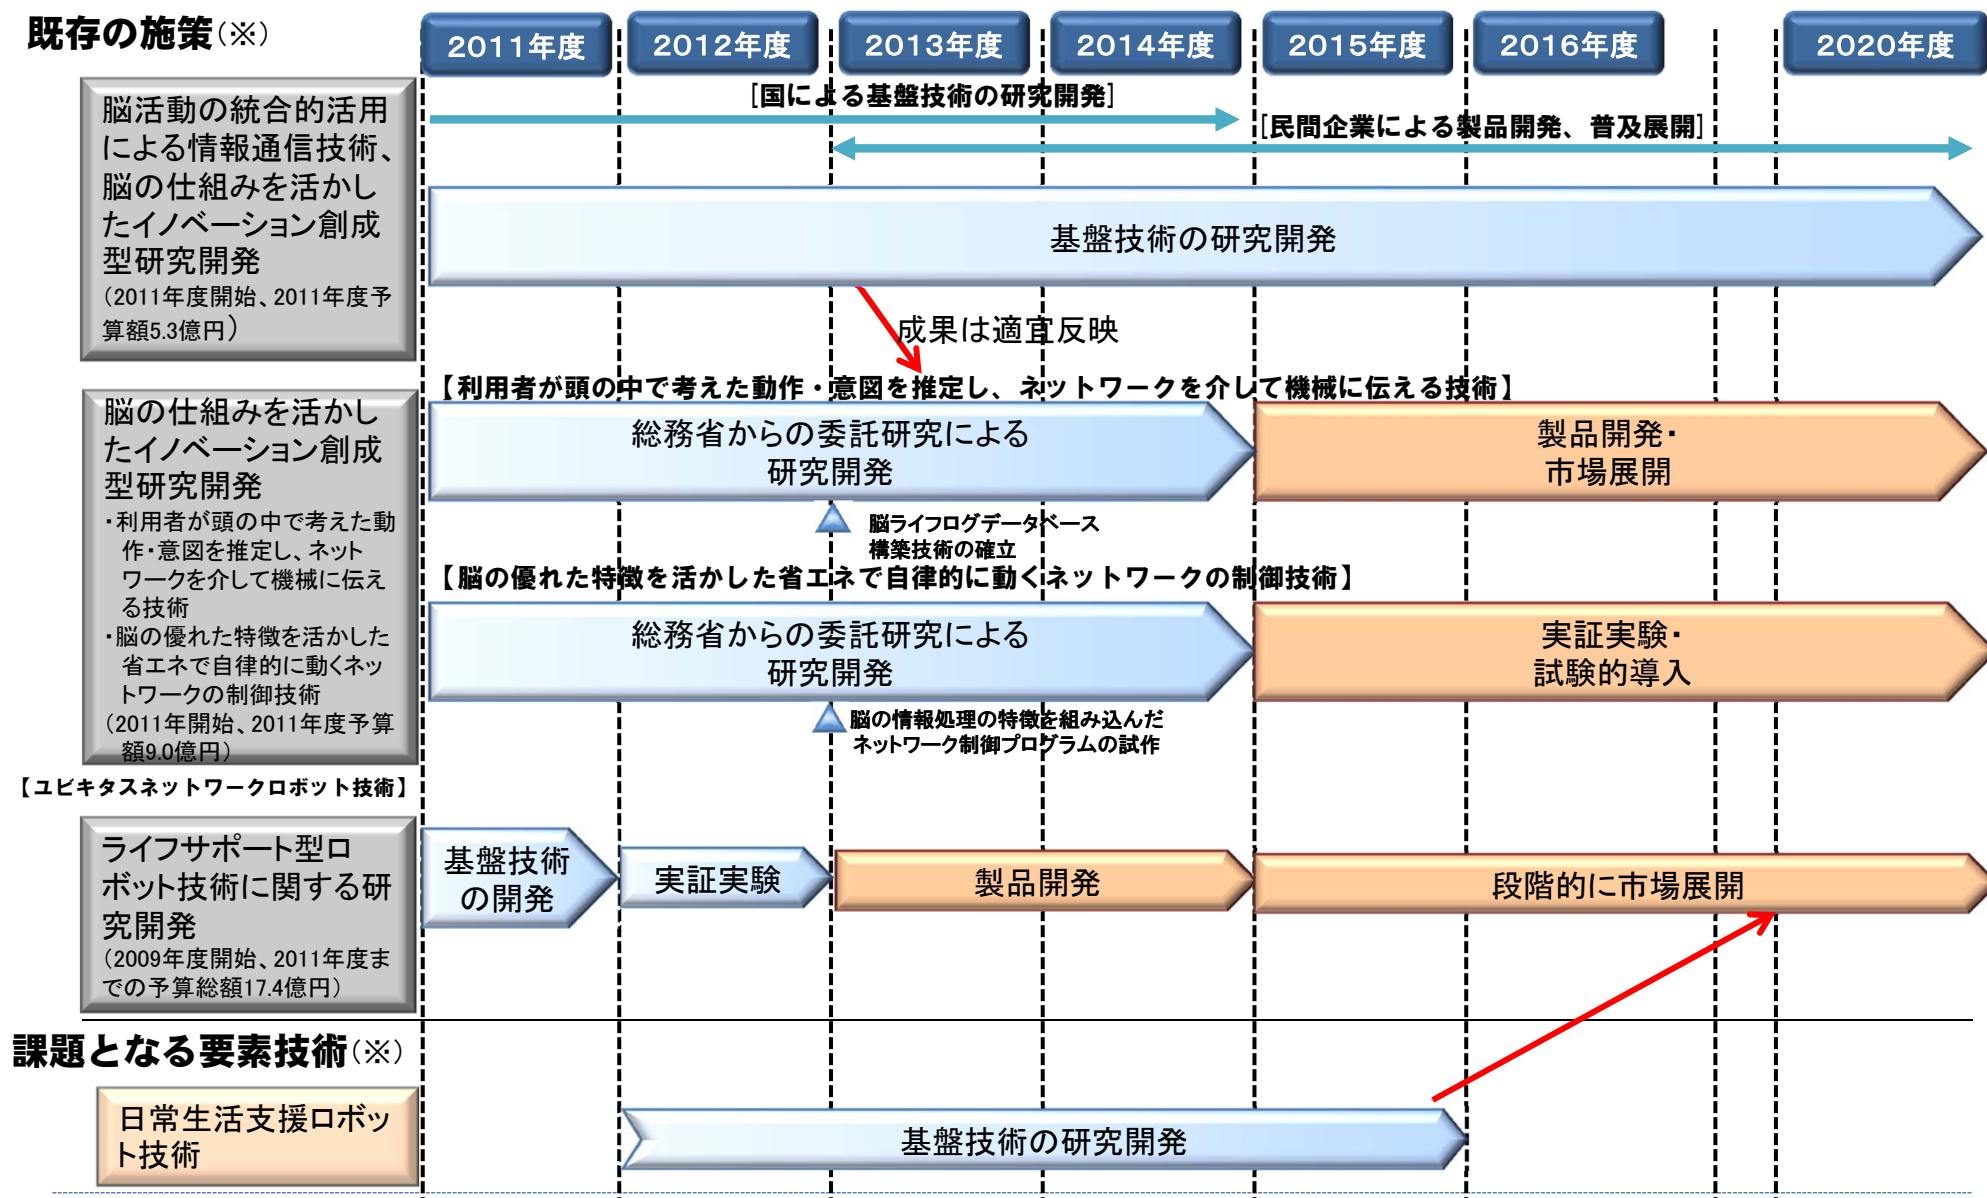 既存の施策(※)
2011年度
2012年度
2013年度
2014年度
2015年度
2016年度
2020年度
[国による基盤技術の研究開発]
[民間企業による製品開発、普及展開]
脳活動の統合的活用
による情報通信技術、
脳の仕組みを活かし
たイノベーション創成
型研究開発
(2011年度開始、2011年度予
算額5.3億円)
基盤技術の研究開発
成果は適宜反映
【利用者が頭の中で考えた動作・意図を推定し、ネットワークを介して機械に伝える技術】
脳の仕組みを活かし
たイノベーション創成
型研究開発
・利用者が頭の中で考えた動
作・意図を推定し、ネット
ワークを介して機械に伝え
る技術
・脳の優れた特徴を活かした
省エネで自律的に動くネッ
トワークの制御技術
(2011年開始、2011年度予算
額9.0億円)
総務省からの委託研究による
研究開発
製品開発・
市場展開
脳ライフログデータベース
構築技術の確立
【脳の優れた特徴を活かした省エネで自律的に動くネットワークの制御技術】
総務省からの委託研究による
研究開発
実証実験・
試験的導入
脳の情報処理の特徴を組み込んだ
ネットワーク制御プログラムの試作
【ユビキタスネットワークロボット技術】
ライフサポート型ロ
ボット技術に関する研
究開発
(2009年度開始、2011年度ま
での予算総額17.4億円)
基盤技術
の開発
実証実験
製品開発
段階的に市場展開
課題となる要素技術(※)
日常生活支援ロボッ
ト技術
基盤技術の研究開発